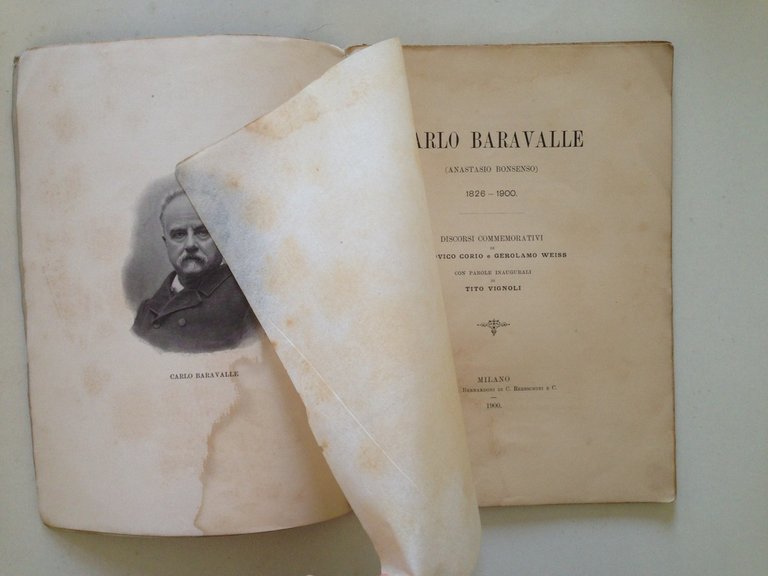 CARLO BARAVALLE
ARLO BARAVALLE
(ANASTASIO BONSENSO)
1826 – 1900.
DISCORSI COMMEMORATIVI
DI
OVICO CORIO e GEROLAMO WEISS
CON PAROLE INAUGURALI
DI
TITO VIGNOLI
MILANO
BERNARDONI DI C. REBESCHINI E C.
1900.